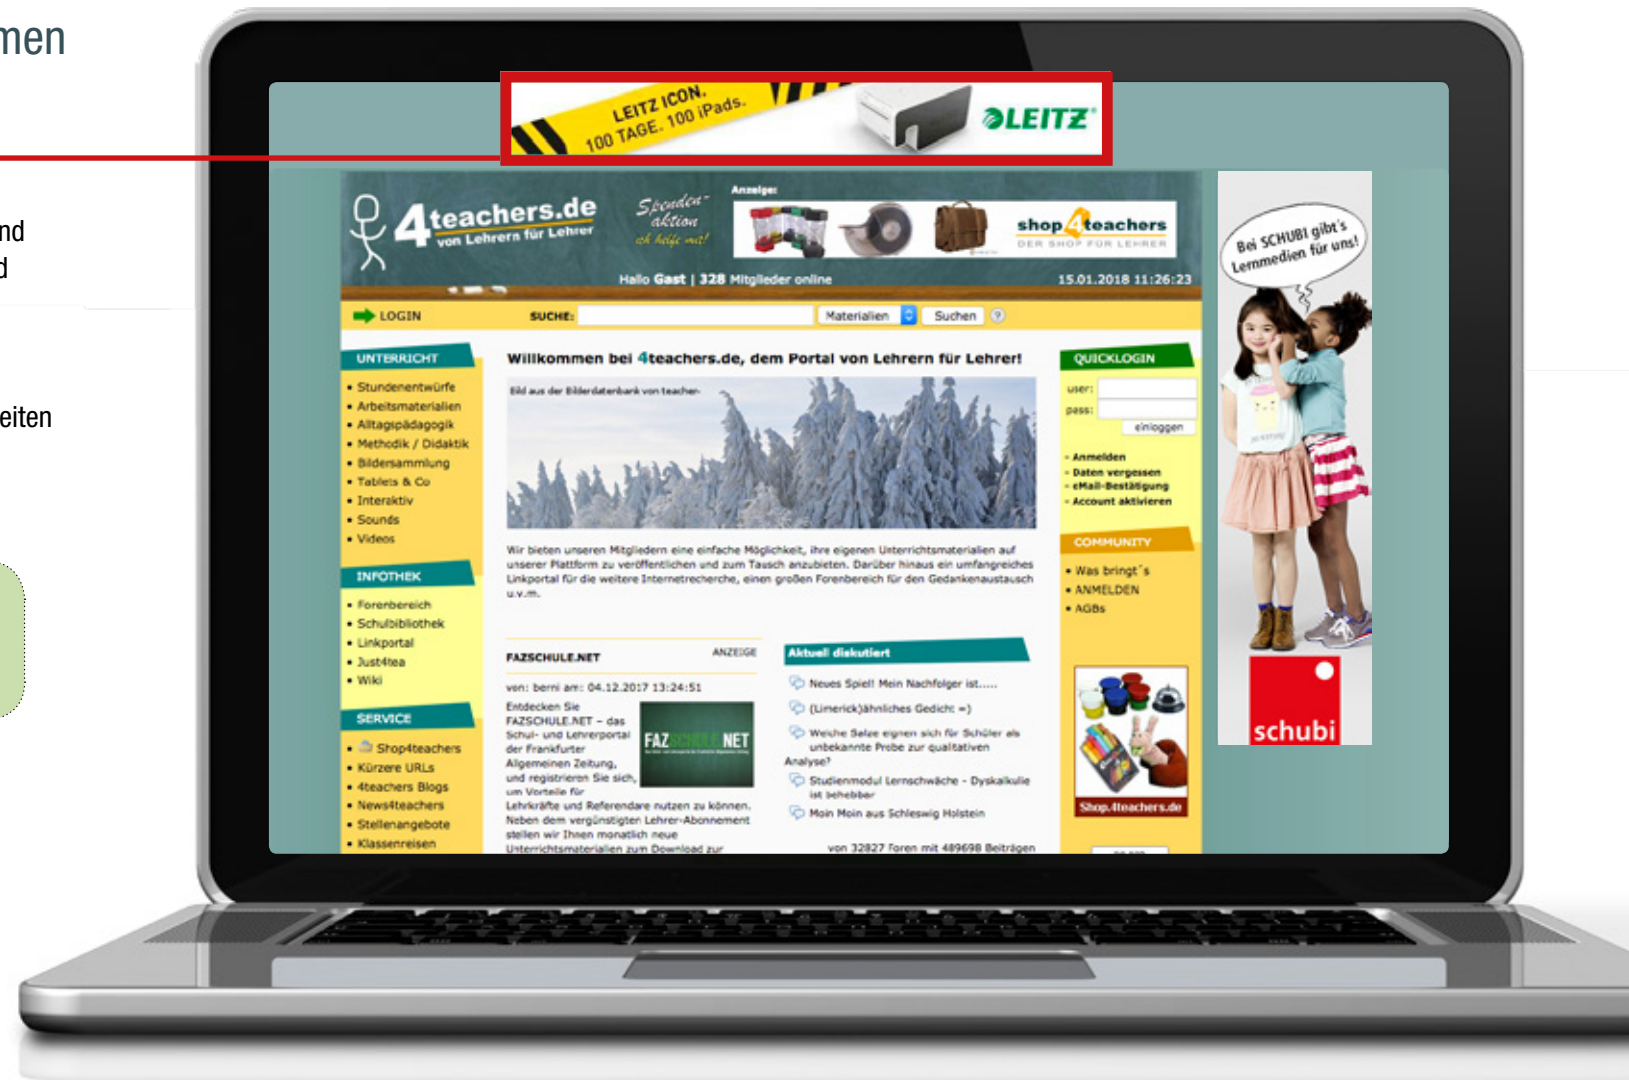 men
nd
d
eiten
LEITZ ICON.
100 TAGE. 100 iPads.
LEITZ
4teachers.de
von Lehrern für Lehrer
Spenden-
aktion
ich helfe mit!
Anzeige:
shop4teachers
DER SHOP FÜR LEHRER
Hallo Gast | 328 Mitglieder online
15.01.2018 11:26:23
LOGIN
SUCHE:
Materialien
Suchen
?
UNTERRICHT
• Stundenentwürfe
• Arbeitsmaterialien
• Alltagspädagogik
• Methodik / Didaktik
• Bildersammlung
• Tablets & Co
• Interaktiv
• Sounds
• Videos
INFOTHEK
• Forenbereich
• Schulbibliothek
• Linkportal
• Just4tea
• Wiki
SERVICE
• Shop4teachers
• Kürzere URLs
• 4teachers Blogs
• News4teachers
• Stellenangebote
• Klassenreisen
Willkommen bei 4teachers.de, dem Portal von Lehrern für Lehrer!
Bild aus der Bilderdatenbank von teacher-
Wir bieten unseren Mitgliedern eine einfache Möglichkeit, ihre eigenen Unterrichtsmaterialien auf
unserer Plattform zu veröffentlichen und zum Tausch anzubieten. Darüber hinaus ein umfangreiches
Linkportal für die weitere Internetrecherche, einen großen Forenbereich für den Gedankenaustausch
u.v.m.
FAZSCHULE.NET
ANZEIGE
von: berni am: 04.12.2017 13:24:51
Entdecken Sie
FAZSCHULE.NET – das
Schul- und Lehrerportal
der Frankfurter
Allgemeinen Zeitung,
und registrieren Sie sich,
um Vorteile für
Lehrkräfte und Referendare nutzen zu können.
Neben dem vergünstigten Lehrer-Abonnement
stellen wir Ihnen monatlich neue
Unterrichtsmaterialien zum Download zur
FAZSCHULE.NET
Aktuell diskutiert
Neues Spiel! Mein Nachfolger ist.....
(Limerick)ähnliches Gedicht =)
Welche Salze eignen sich für Schüler als
unbekannte Probe zur qualitativen
Analyse?
Studienmodul Lernschwäche - Dyskalkulie
ist behebbar
Moin Moin aus Schleswig Holstein
von 32827 Foren mit 489698 Beiträgen
QUICKLOGIN
user:
pass:
einloggen
- Anmelden
- Daten vergessen
- eMail-Bestätigung
- Account aktivieren
COMMUNITY
• Was bringt´s
• ANMELDEN
• AGBs
Shop.4teachers.de
Bei SCHUBI gibt's
Lernmedien für uns!
schubi